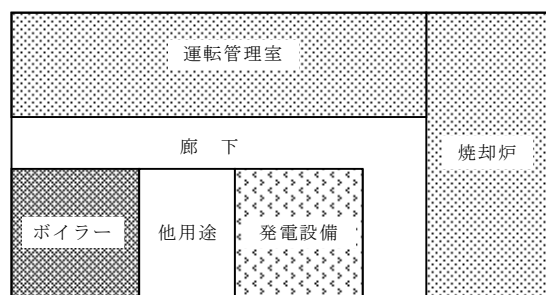 運転管理室
廊 下
焼却炉
ボイラー
他用途
発電設備